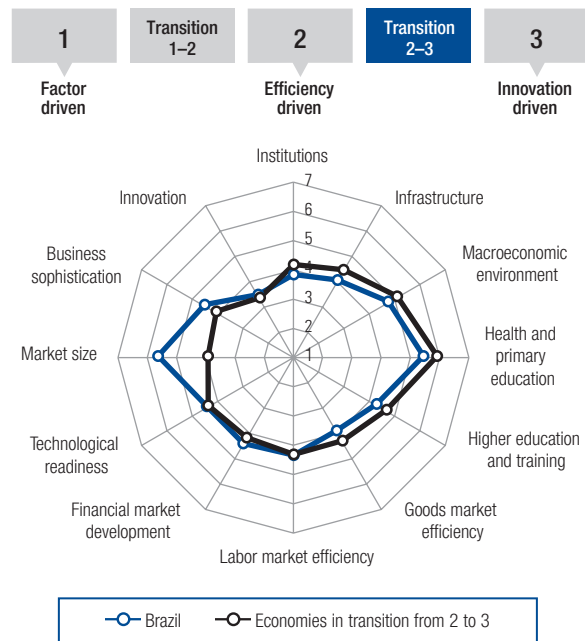 1
Transition
1–2
2
Transition
2–3
3
Factor
driven
Efficiency
driven
Innovation
driven
Institutions
7
6
5
4
3
2
1
Infrastructure
Macroeconomic
environment
Health and
primary
education
Higher education
and training
Goods market
efficiency
Labor market efficiency
Financial market
development
Technological
readiness
Market size
Business
sophistication
Innovation
Brazil
Economies in transition from 2 to 3